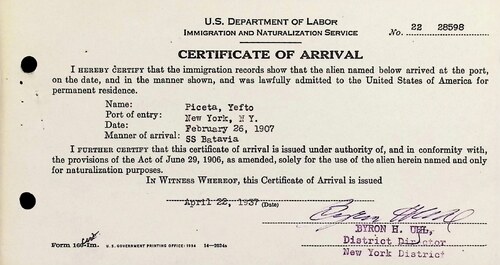 U.S. DEPARTMENT OF LABOR
IMMIGRATION AND NATURALIZATION SERVICE
No. 22 28598
CERTIFICATE OF ARRIVAL
I HEREBY CERTIFY that the immigration records show that the alien named below arrived at the port,
on the date, and in the manner shown, and was lawfully admitted to the United States of America for
permanent residence.
Name: Piceta, Yefto
Port of entry: New York, N Y.
Date: February 26, 1907
Manner of arrival: SS Batavia
I FURTHER CERTIFY that this certificate of arrival is issued under authority of, and in conformity with,
the provisions of the Act of June 29, 1906, as amended, solely for the use of the alien herein named and only
for naturalization purposes.
IN WITNESS WHEREOF, this Certificate of Arrival is issued
April 22, 1937 (Date)
BYRON H. UHL,
District Director
New York District
U. S. GOVERNMENT PRINTING OFFICE: 1936